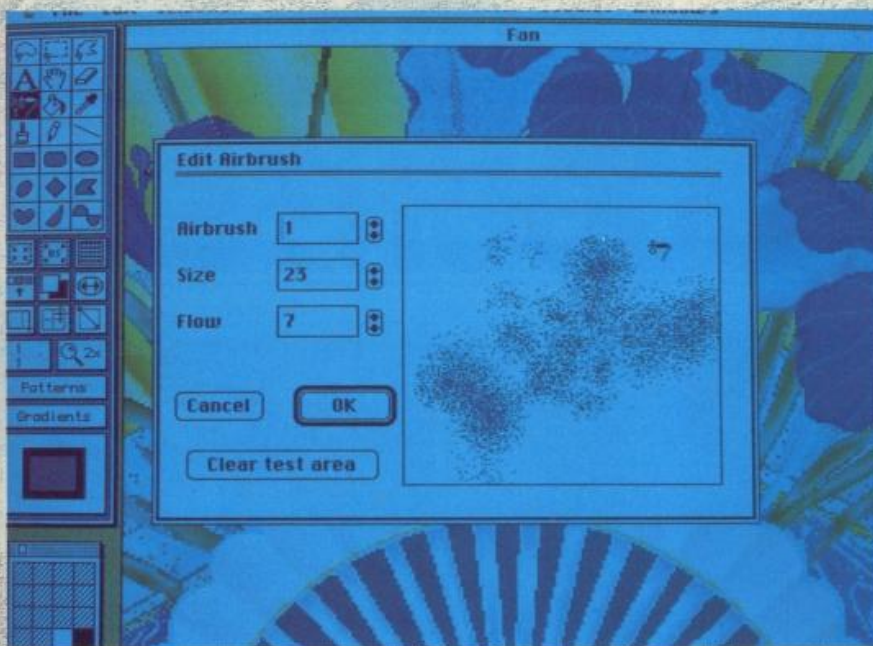 Fan
Edit Airbrush
Airbrush 1
Size 23
Flow 7
Cancel OK
Clear test area
A
2x
Patterns
Gradients